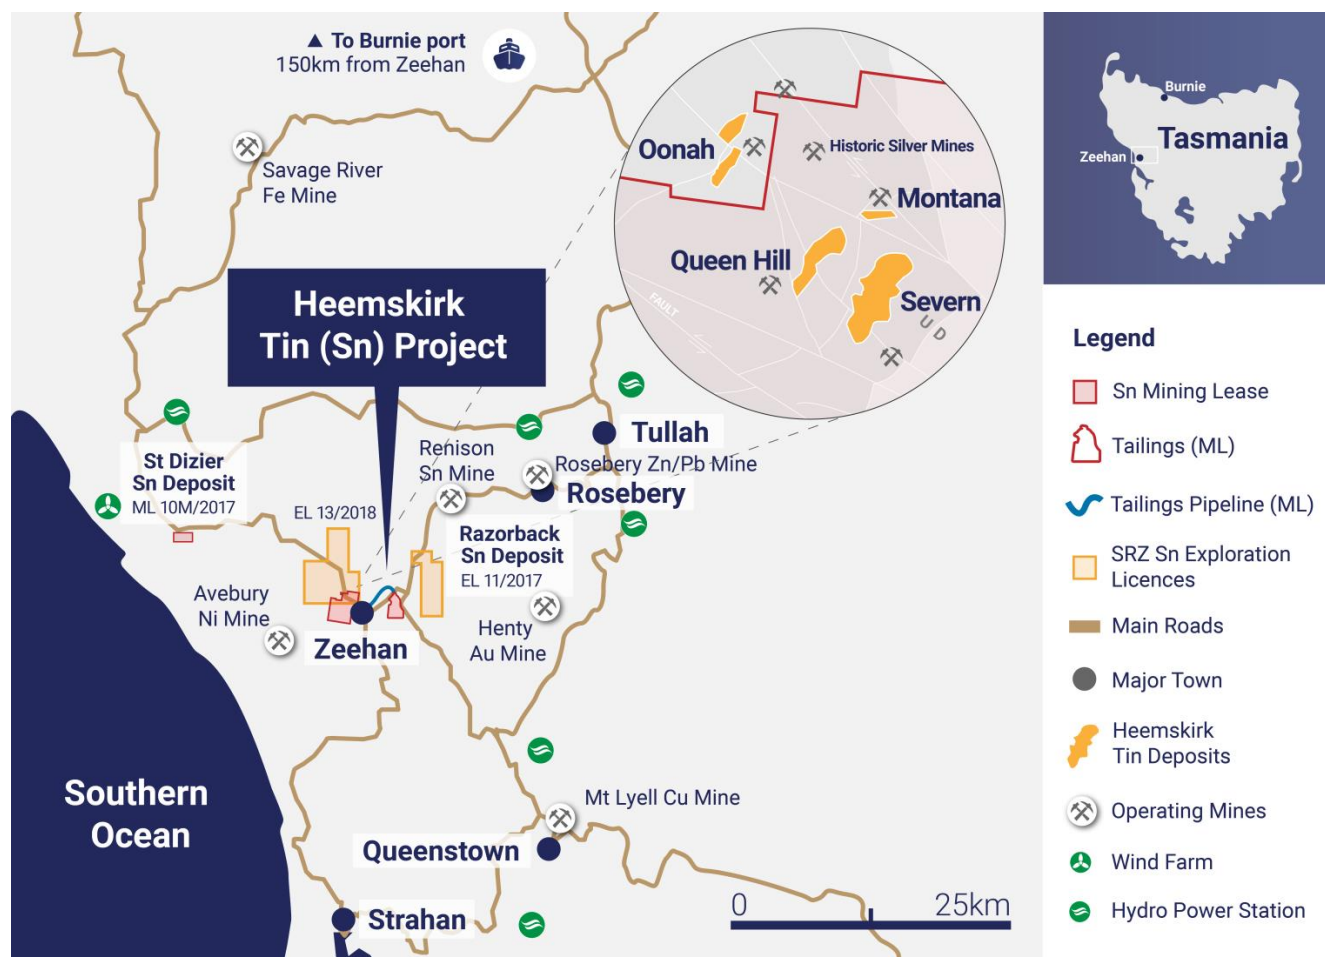 ▲ To Burnie port
150km from Zeehan
Savage River
Fe Mine
Heemskirk
Tin (Sn) Project
Oonah
Historic Silver Mines
Montana
Queen Hill
Severn
FAULT
U D
Tullah
Renison
Sn Mine
Rosebery Zn/Pb Mine
Rosebery
St Dizier
Sn Deposit
ML 10M/2017
EL 13/2018
Razorback
Sn Deposit
EL 11/2017
Avebury
Ni Mine
Zeehan
Henty
Au Mine
Southern
Ocean
Mt Lyell Cu Mine
Queenstown
Strahan
0 25km
Burnie
Tasmania
Zeehan
Legend
Sn Mining Lease
Tailings (ML)
Tailings Pipeline (ML)
SRZ Sn Exploration
Licences
Main Roads
Major Town
Heemskirk
Tin Deposits
Operating Mines
Wind Farm
Hydro Power Station